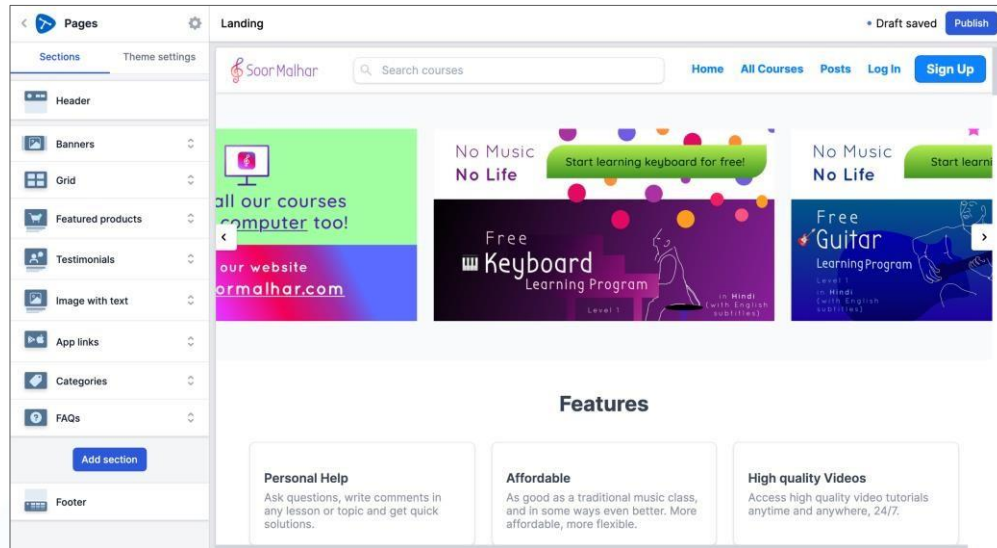 Pages
Landing
Draft saved
Publish
Sections
Theme settings
Header
Banners
Grid
Featured products
Testimonials
Image with text
App links
Categories
FAQs
Add section
Footer
Soor Malhar
Search courses
Home
All Courses
Posts
Log In
Sign Up
all our courses
computer too!
our website
ormalhar.com
No Music
No Life
Start learning keyboard for free!
Free
Keyboard
Learning Program
Level 1
in Hindi
(with English
subtitles)
No Music
No Life
Start learni
Free
Guitar
Learning Program
Level 1
in Hindi
(with English
subtitles)
Features
Personal Help
Ask questions, write comments in
any lesson or topic and get quick
solutions.
Affordable
As good as a traditional music class,
and in some ways even better. More
affordable, more flexible.
High quality Videos
Access high quality video tutorials
anytime and anywhere, 24/7.